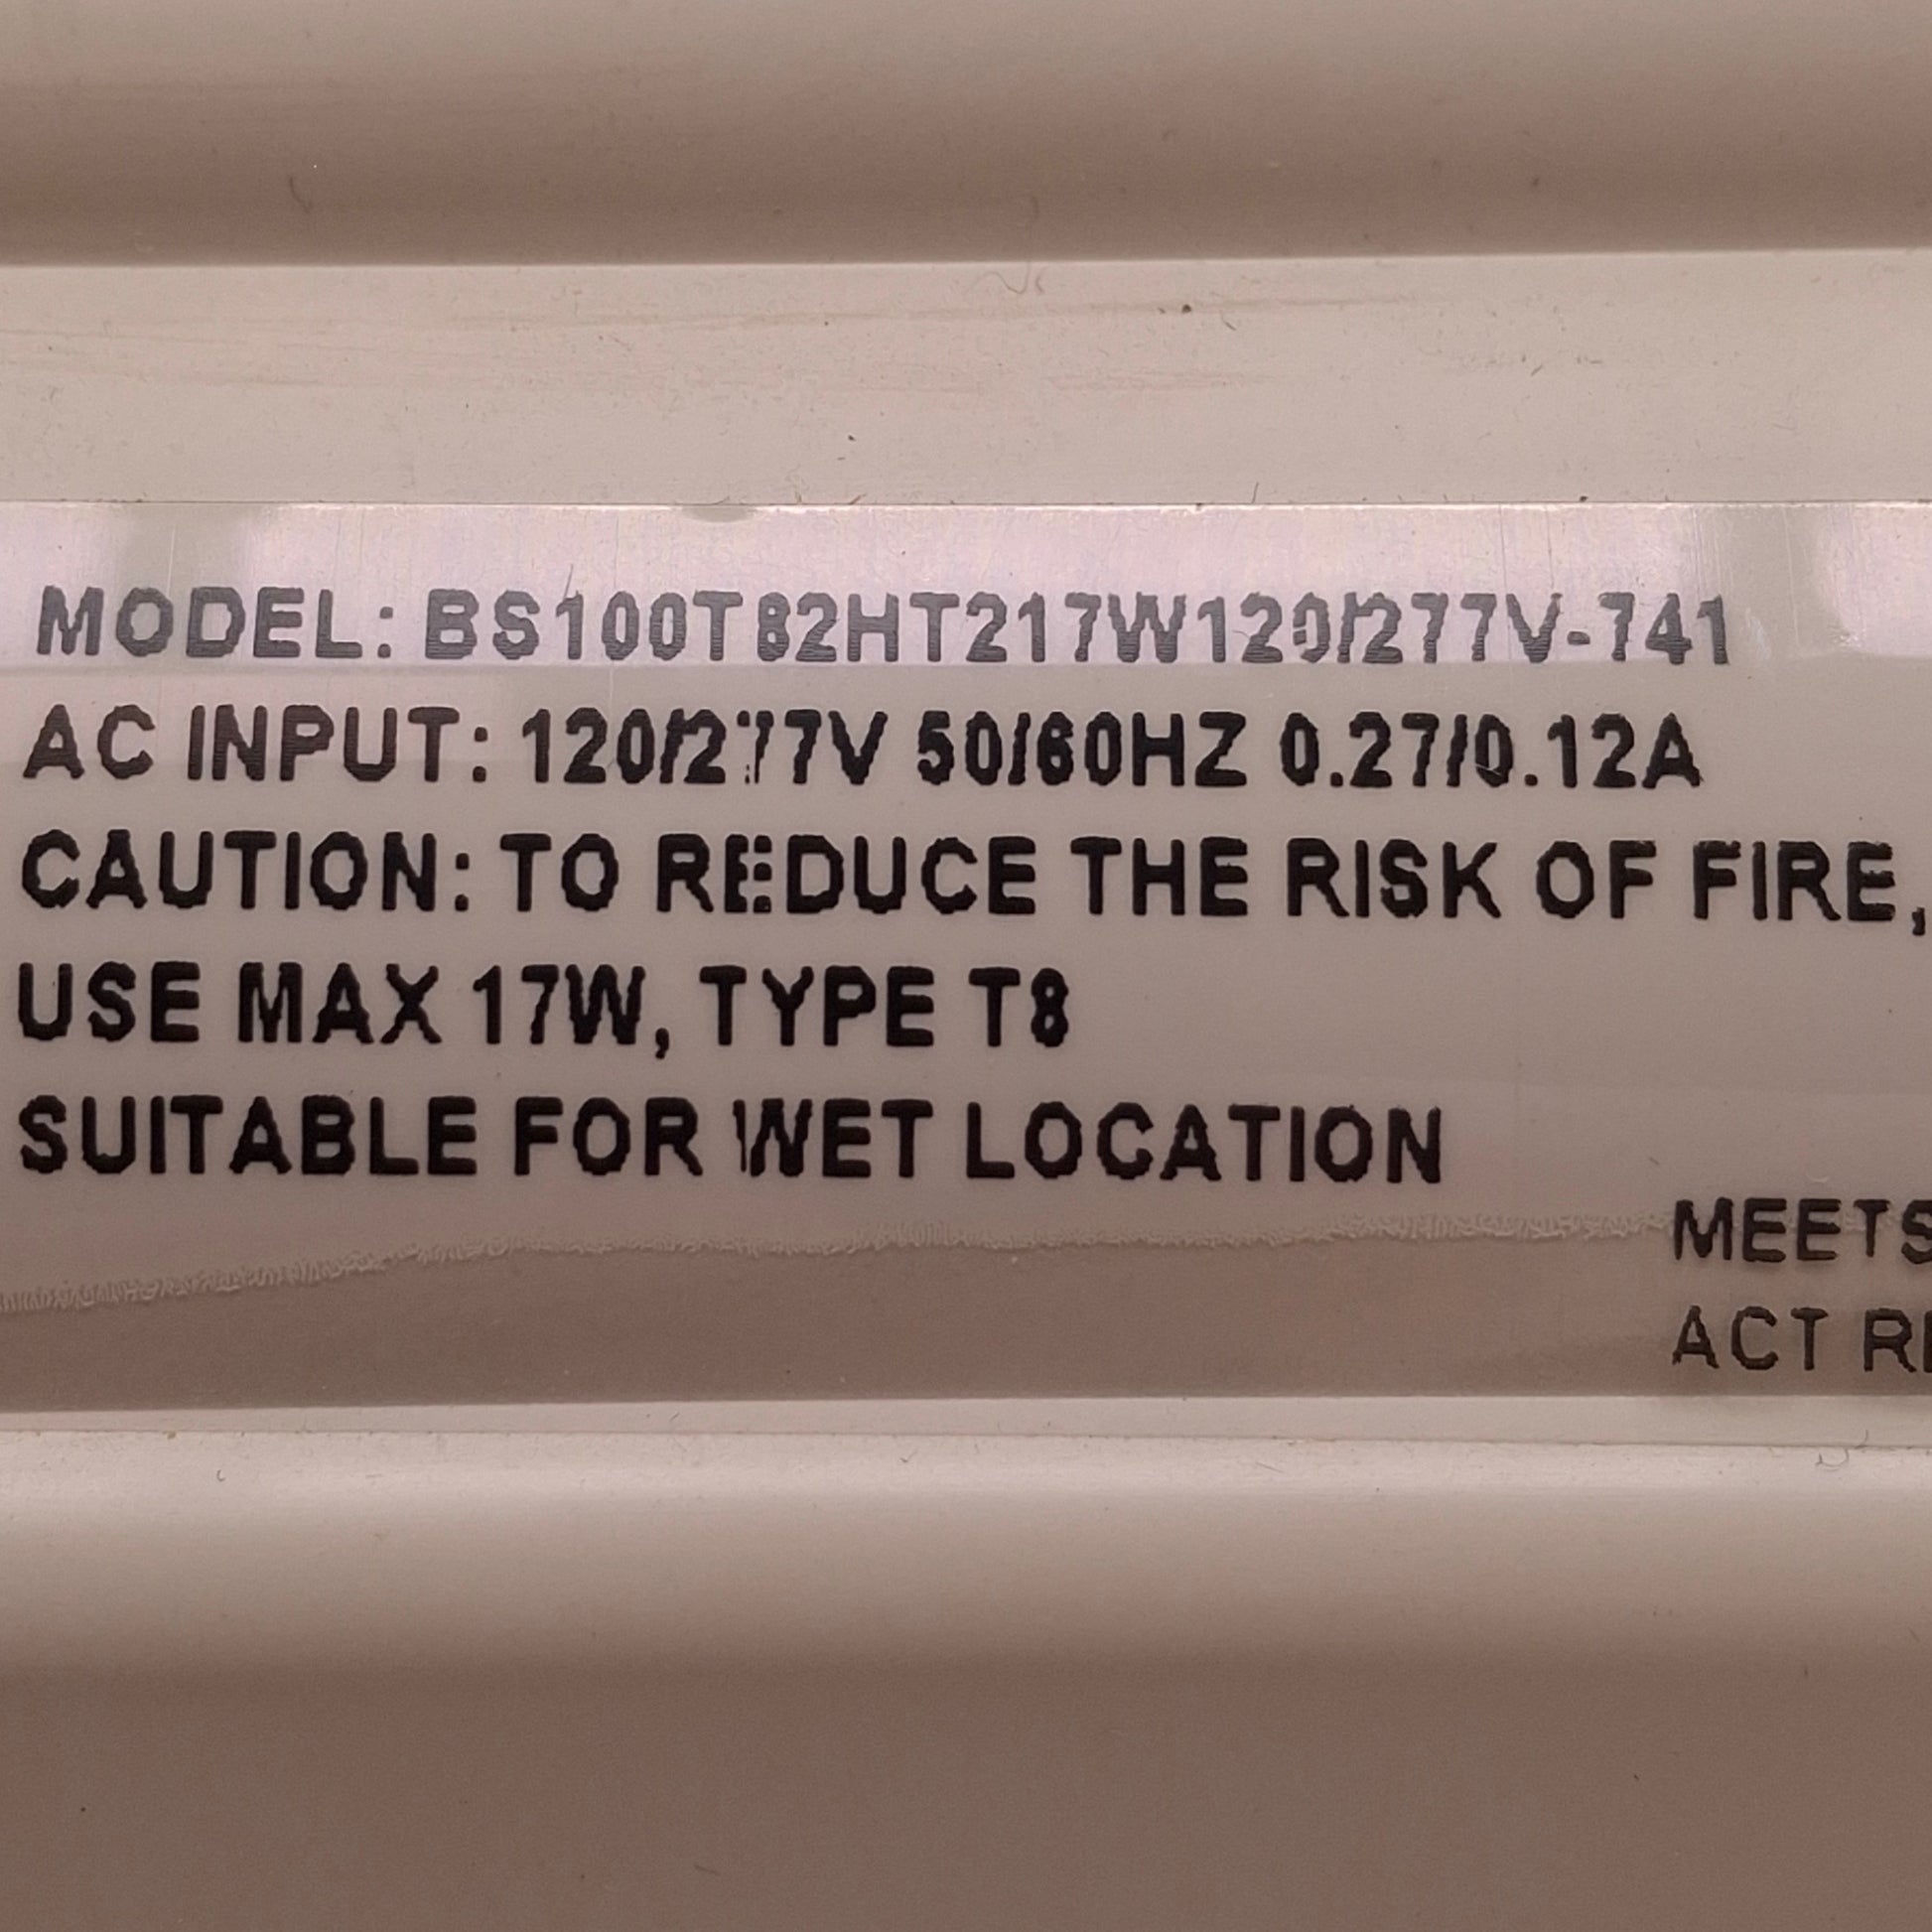 MODEL: BS100T82HT217W120/277V-741
AC INPUT: 120/277V 50/60HZ 0.27/0.12A
CAUTION: TO REDUCE THE RISK OF FIRE,
USE MAX 17W, TYPE T8
SUITABLE FOR WET LOCATION
MEETS
ACT